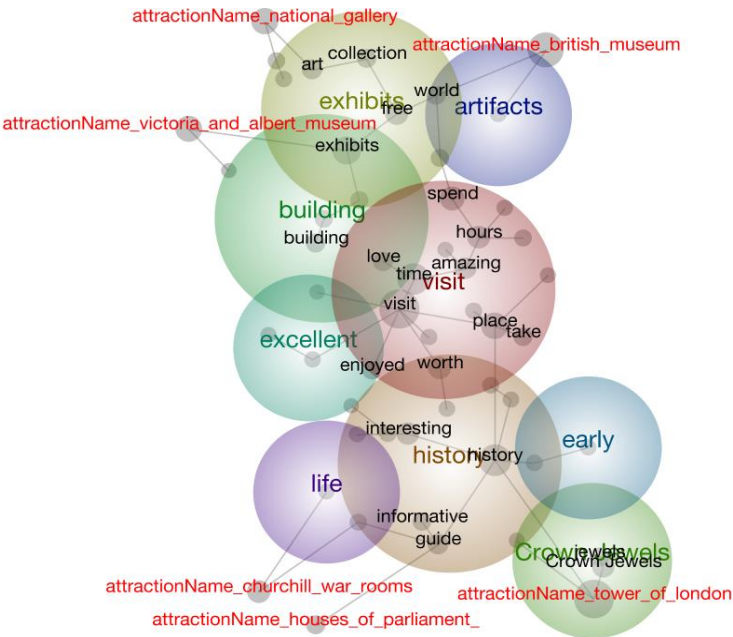 attractionName_national_gallery
collection
attractionName_british_museum
art
world
exhibits
free
artifacts
attractionName_victoria_and_albert_museum
exhibits
spend
building
building
hours
love
amazing
time
visit
visit
place
take
excellent
enjoyed
worth
interesting
early
history
history
life
informative
guide
jewels
Crown Jewels
Crown Jewels
attractionName_churchill_war_rooms
attractionName_tower_of_london
attractionName_houses_of_parliament_